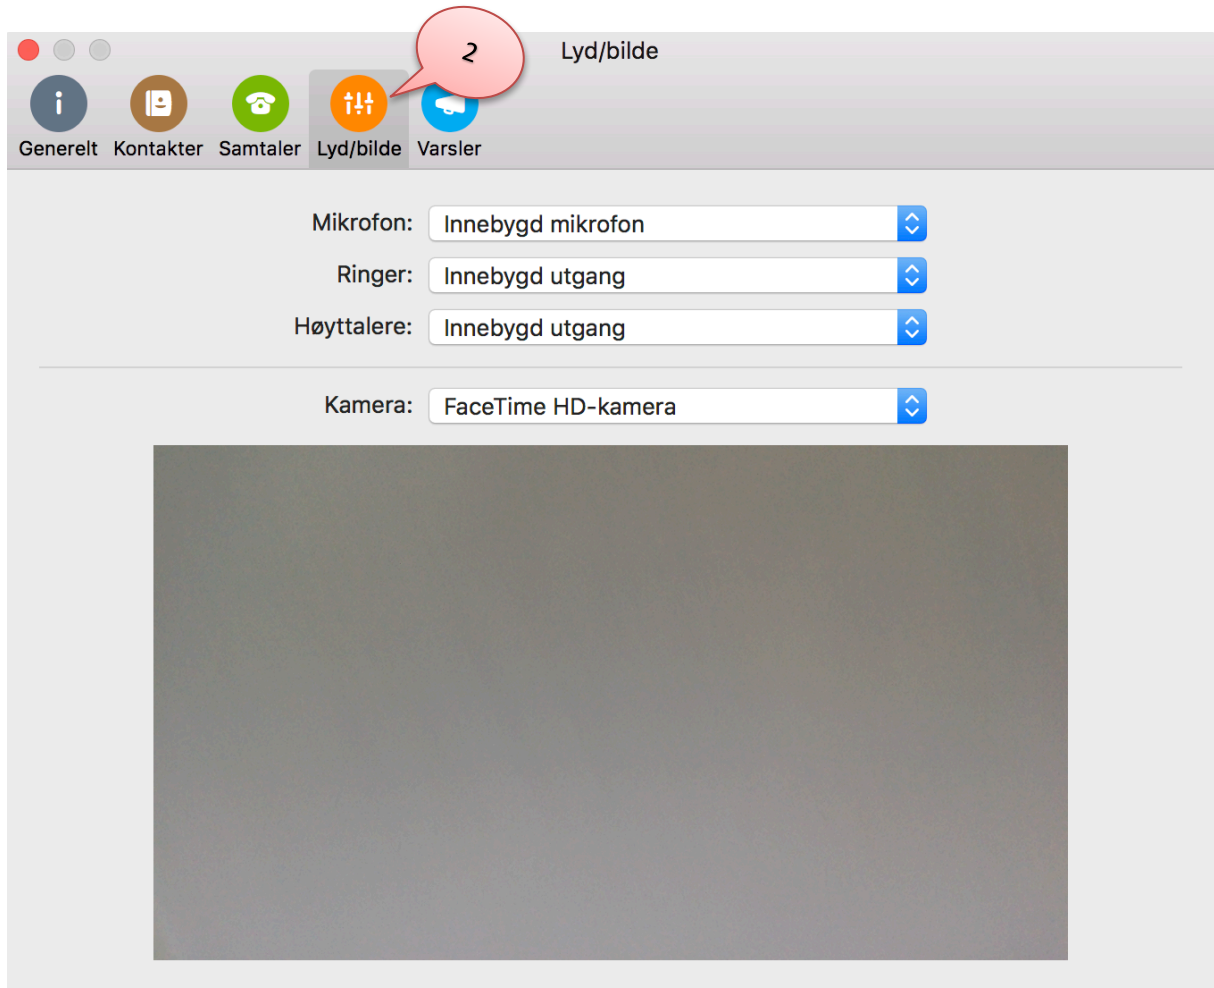 2
Lyd/bilde
Generelt Kontakter Samtaler Lyd/bilde Varsler
Mikrofon: Innebygd mikrofon
Ringer: Innebygd utgang
Høyttalere: Innebygd utgang
Kamera: FaceTime HD-kamera